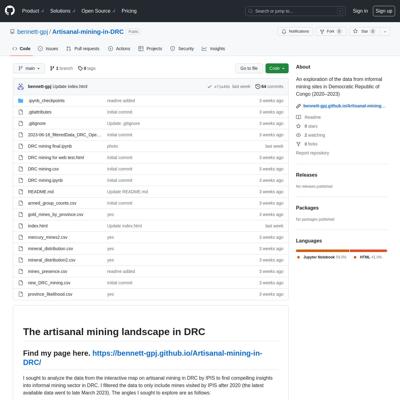 Product
Solutions
Open Source
Pricing
Search or jump to...
Sign in
Sign up
bennett-gpj / Artisanal-mining-in-DRC Public
Notifications
Fork 0
Star 0
Code
Issues
Pull requests
Actions
Projects
Security
Insights
main
1 branch
0 tags
Go to file
Code
bennett-gpj Update index.html
last week
64 commits
.ipynb_checkpoints readme added 3 weeks ago
.gitattributes Initial commit 3 weeks ago
.gitignore Update .gitignore 3 weeks ago
initial commit 3 weeks ago
DRC mining final.ipynb photo last week
DRC mining for web test.html initial commit 3 weeks ago
DRC mining.csv initial commit 3 weeks ago
DRC mining.ipynb initial commit 3 weeks ago
README.md Update README.md 3 weeks ago
armed_group_counts.csv initial commit 3 weeks ago
gold_mines_by_province.csv yes 3 weeks ago
index.html Update index.html last week
mercury_mines2.csv yes 3 weeks ago
mineral_distribution.csv yes 3 weeks ago
mineral_distribution2.csv yes 3 weeks ago
mines_presence.csv readme added 3 weeks ago
new_DRC_mining.csv initial commit 3 weeks ago
province_likelihood.csv yes 3 weeks ago
The artisanal mining landscape in DRC
Find my page here. https://bennett-gpj.github.io/Artisanal-mining-in-
DRC/
I sought to analyze the data from the interactive map on artisanal mining in DRC by IPIS to find compelling insights
into informal mining sector in DRC. I filtered the data to only include mines visited by IPIS after 2020 (the latest
available data went to late March 2023). The angles I sought to explore are as follows:
About
An exploration of the data from informal
mining sites in Democratic Republic of
Congo (2020–2023)
bennett-gpj.github.io/Artisanal-mining...
Readme
0 stars
2 watching
0 forks
Report repository
Releases
No releases published
Packages
No packages published
Languages
Jupyter Notebook
HTML